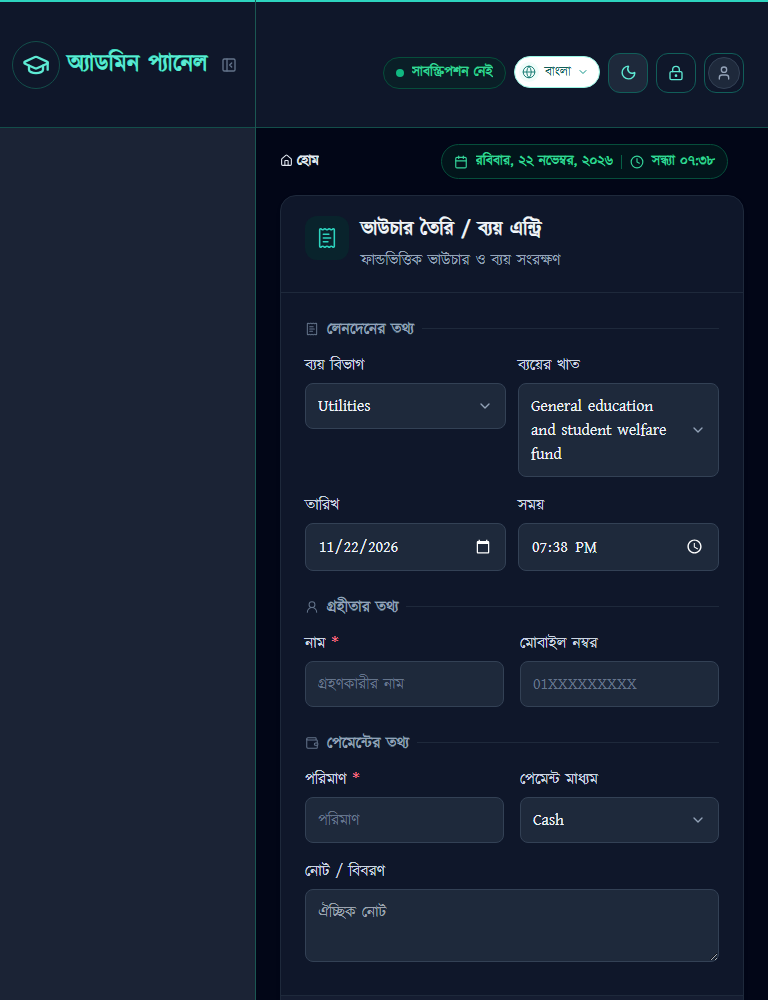 অ্যাডমিন প্যানেল
সাবস্ক্রিপশন নেই
বাংলা
হোম
রবিবার, ২২ নভেম্বর, ২০২৬ | সন্ধ্যা ০৭:৩৮
ভাউচার তৈরি / ব্যয় এন্ট্রি
ফান্ডভিত্তিক ভাউচার ও ব্যয় সংরক্ষণ
লেনদেনের তথ্য
ব্যয় বিভাগ
ব্যয়ের খাত
Utilities
General education
and student welfare
fund
তারিখ
সময়
11/22/2026
07:38 PM
গ্রহীতার তথ্য
নাম *
মোবাইল নম্বর
গ্রহণকারীর নাম
01XXXXXXXXX
পেমেন্টের তথ্য
পরিমাণ *
পেমেন্ট মাধ্যম
পরিমাণ
Cash
নোট / বিবরণ
ঐচ্ছিক নোট